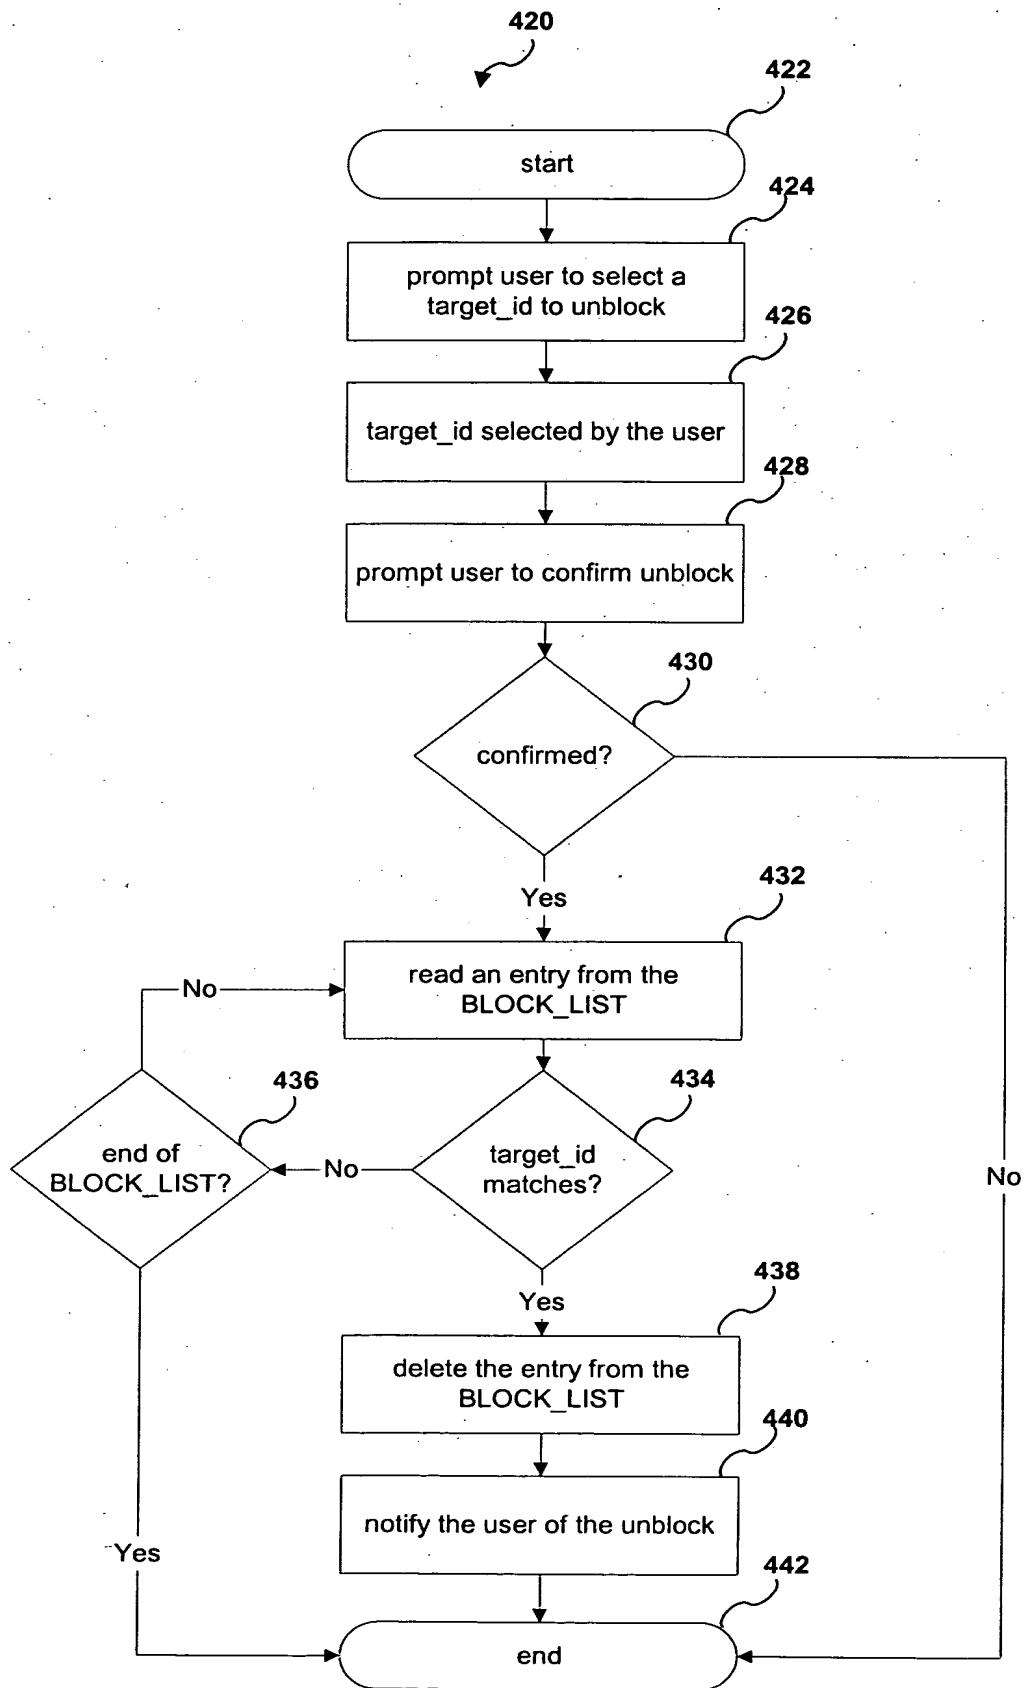 420
422
start
424
prompt user to select a
target_id to unblock
426
target_id selected by the user
428
prompt user to confirm unblock
430
confirmed?
Yes
432
read an entry from the
BLOCK_LIST
No
436
434
end of
BLOCK_LIST?
No
target_id
matches?
No
438
Yes
delete the entry from the
BLOCK_LIST
440
notify the user of the unblock
Yes
442
end